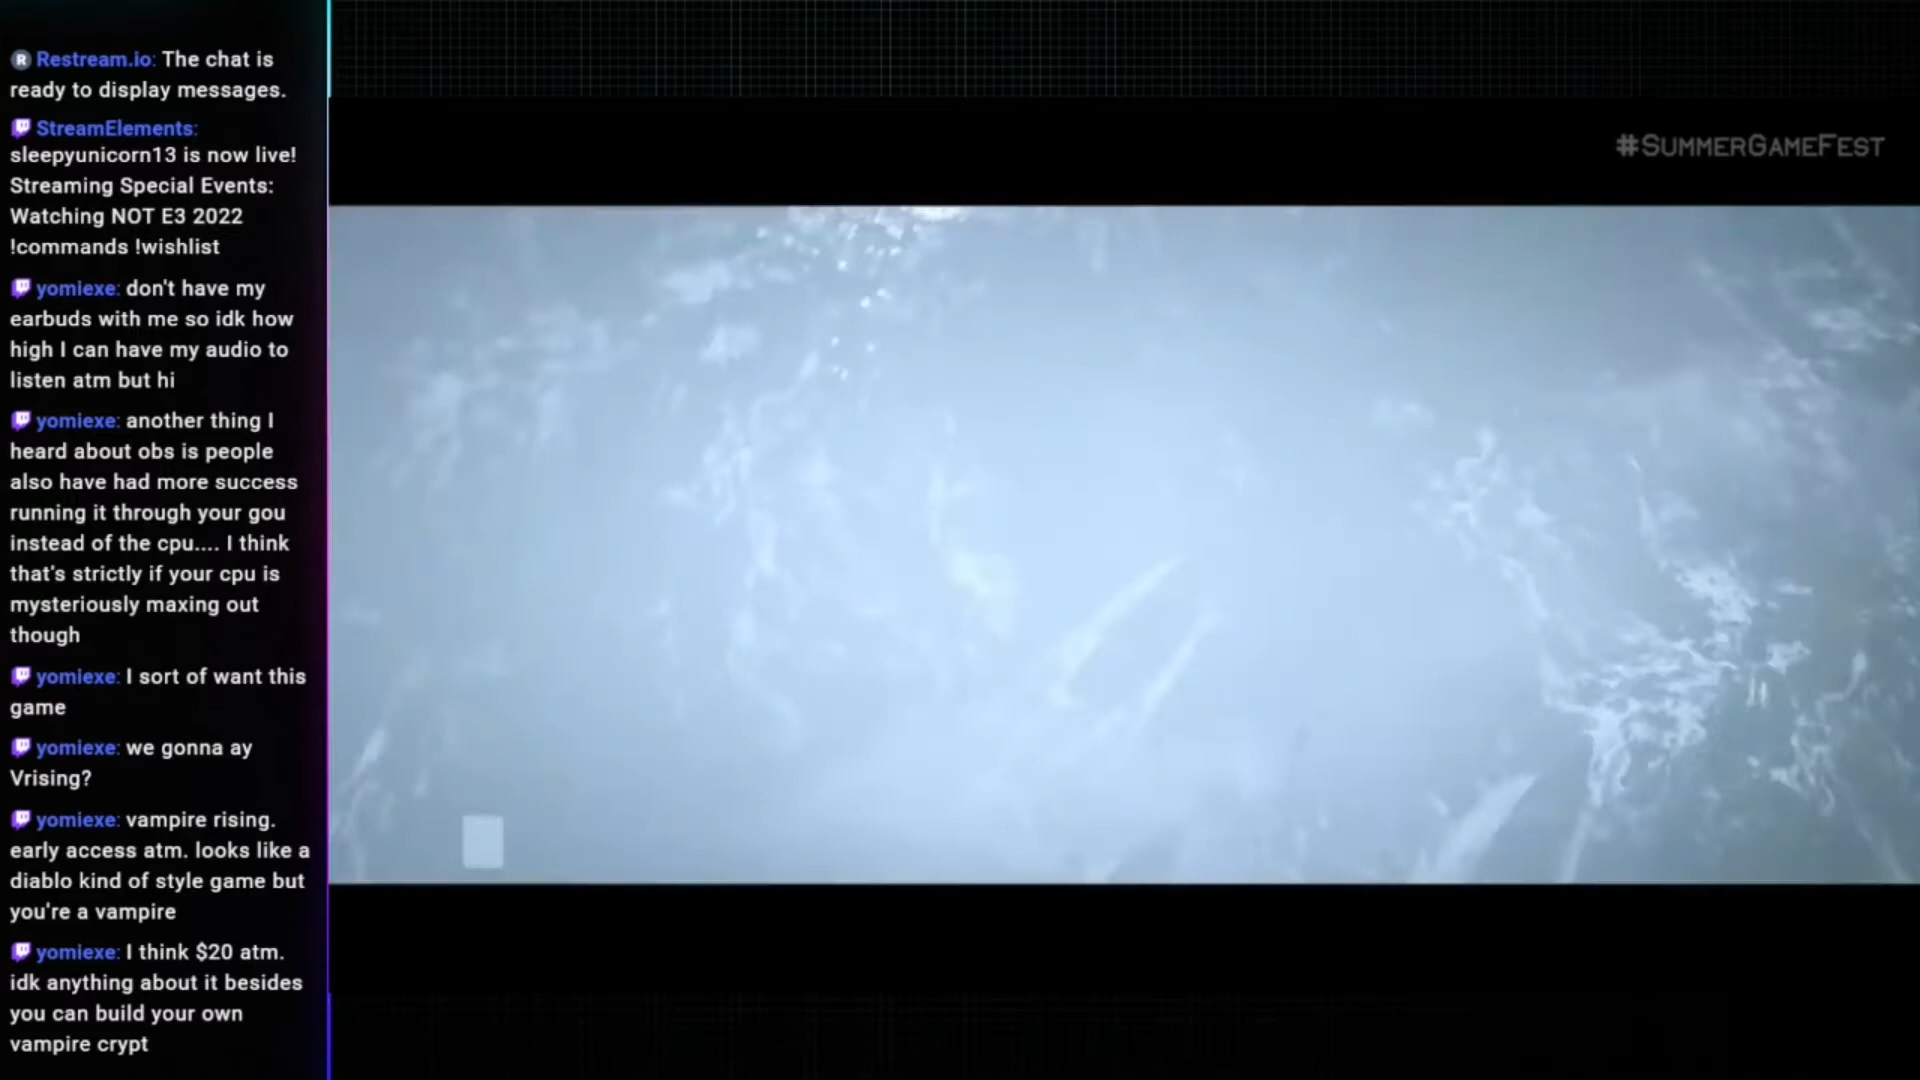 Restream.io: The chat is
ready to display messages.
StreamElements:
sleepyunicorn13 is now live!
Streaming Special Events:
Watching NOT E3 2022
!commands !wishlist
yomiexe: don't have my
earbuds with me so idk how
high I can have my audio to
listen atm but hi
yomiexe: another thing I
heard about obs is people
also have had more success
running it through your gou
instead of the cpu.... I think
that's strictly if your cpu is
mysteriously maxing out
though
yomiexe: I sort of want this
game
yomiexe: we gonna ay
Vrising?
yomiexe: vampire rising.
early access atm. looks like a
diablo kind of style game but
you're a vampire
yomiexe: I think $20 atm.
idk anything about it besides
you can build your own
vampire crypt
#SUMMERGAMEFEST